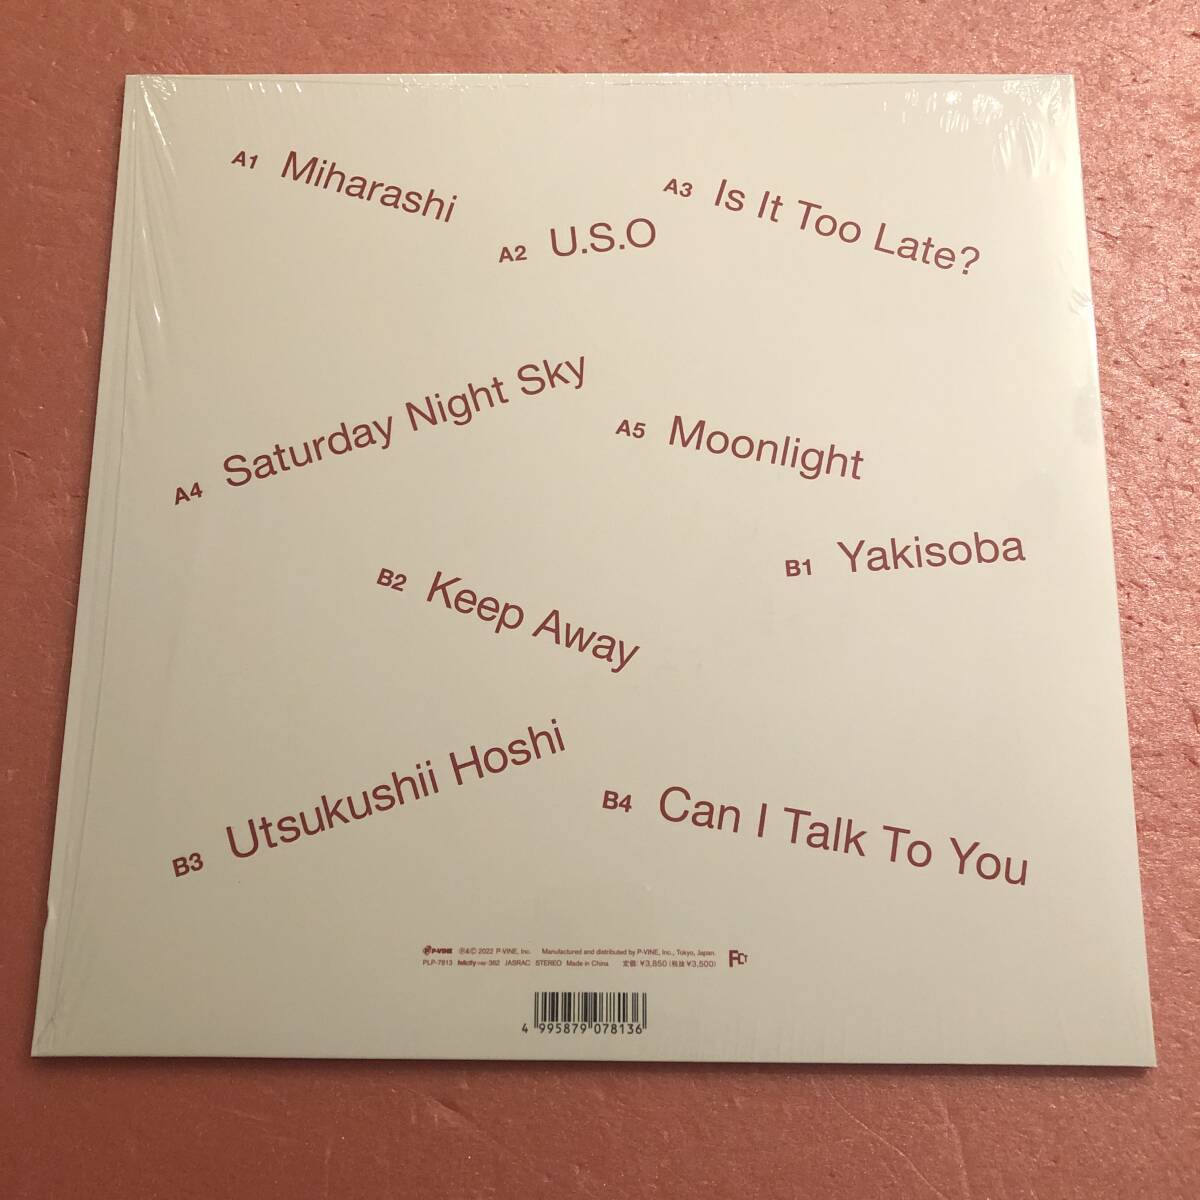 A1 Miharashi
A2 U.S.O
A3 Is It Too Late?
A4 Saturday Night Sky
A5 Moonlight
B1 Yakisoba
B2 Keep Away
B3 Utsukushii Hoshi
B4 Can I Talk To You
P-VINE ℗&© 2022 P-VINE, Inc. Manufactured and distributed by P-VINE, Inc., Tokyo, Japan.
PLP-7813 felicity cap-362 JASRAC STEREO Made in China 定価: ¥3,850 (税抜 ¥3,500)
4 995879 078136